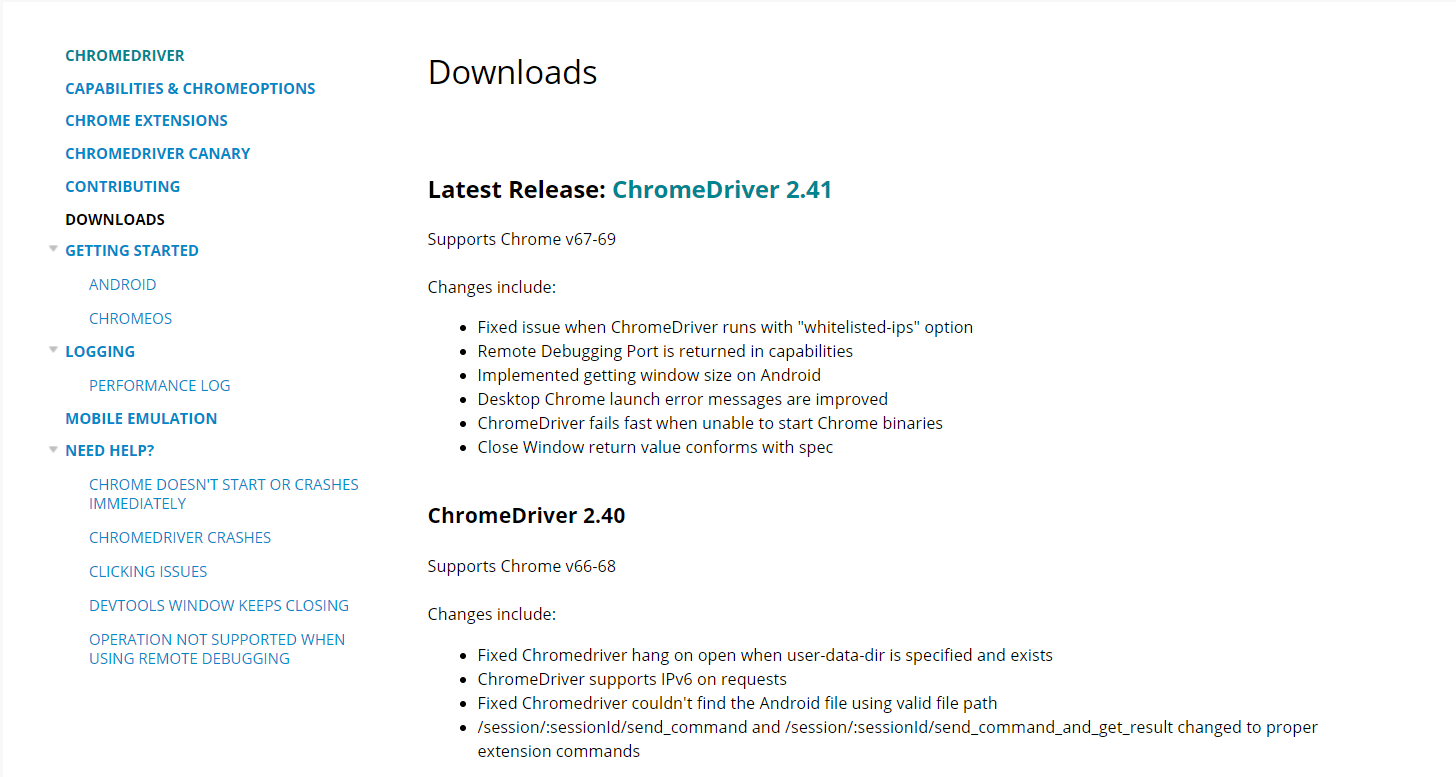 CHROMEDRIVER
CAPABILITIES & CHROMEOPTIONS
CHROME EXTENSIONS
CHROMEDRIVER CANARY
CONTRIBUTING
DOWNLOADS
GETTING STARTED
ANDROID
CHROMEOS
LOGGING
PERFORMANCE LOG
MOBILE EMULATION
NEED HELP?
CHROME DOESN'T START OR CRASHES
IMMEDIATELY
CHROMEDRIVER CRASHES
CLICKING ISSUES
DEVTOOLS WINDOW KEEPS CLOSING
OPERATION NOT SUPPORTED WHEN
USING REMOTE DEBUGGING
Downloads
Latest Release: ChromeDriver 2.41
Supports Chrome v67-69
Changes include:
• Fixed issue when ChromeDriver runs with "whitelisted-ips" option
• Remote Debugging Port is returned in capabilities
• Implemented getting window size on Android
• Desktop Chrome launch error messages are improved
• ChromeDriver fails fast when unable to start Chrome binaries
• Close Window return value conforms with spec
ChromeDriver 2.40
Supports Chrome v66-68
Changes include:
• Fixed Chromedriver hang on open when user-data-dir is specified and exists
• ChromeDriver supports IPv6 on requests
• Fixed Chromedriver couldn't find the Android file using valid file path
• /session/:sessionId/send_command and /session/:sessionId/send_command_and_get_result changed to proper
extension commands